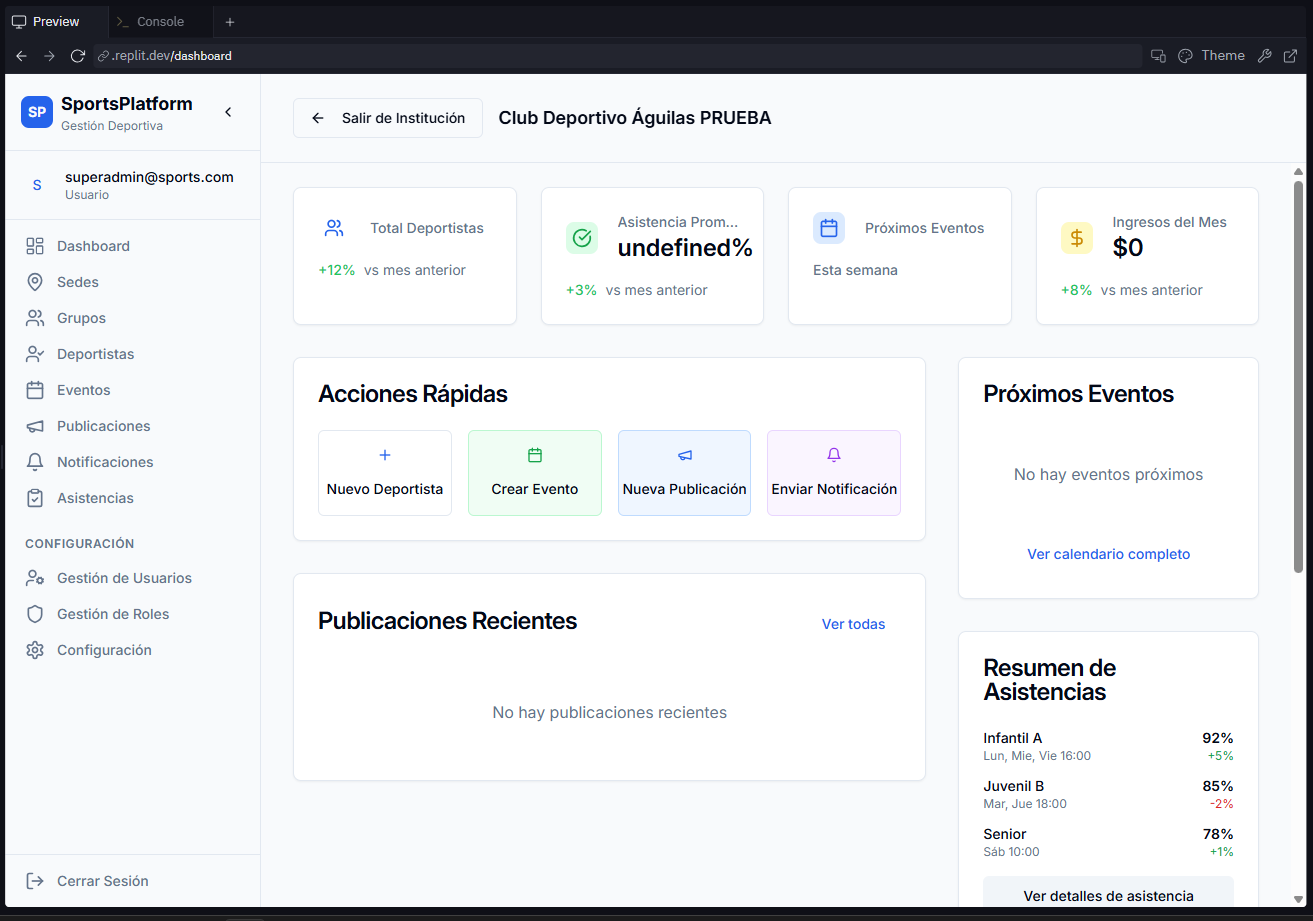 Preview
Console
.replit.dev/dashboard
Theme
SP
SportsPlatform
Gestión Deportiva
S
superadmin@sports.com
Usuario
Dashboard
Sedes
Grupos
Deportistas
Eventos
Publicaciones
Notificaciones
Asistencias
CONFIGURACIÓN
Gestión de Usuarios
Gestión de Roles
Configuración
Cerrar Sesión
Salir de Institución
Club Deportivo Águilas PRUEBA
Total Deportistas
+12% vs mes anterior
Asistencia Prom...
undefined%
+3% vs mes anterior
Próximos Eventos
Esta semana
Ingresos del Mes
$0
+8% vs mes anterior
Acciones Rápidas
Nuevo Deportista
Crear Evento
Nueva Publicación
Enviar Notificación
Publicaciones Recientes
Ver todas
No hay publicaciones recientes
Próximos Eventos
No hay eventos próximos
Ver calendario completo
Resumen de
Asistencias
Infantil A 92%
Lun, Mie, Vie 16:00 +5%
Juvenil B 85%
Mar, Jue 18:00 -2%
Senior 78%
Sáb 10:00 +1%
Ver detalles de asistencia